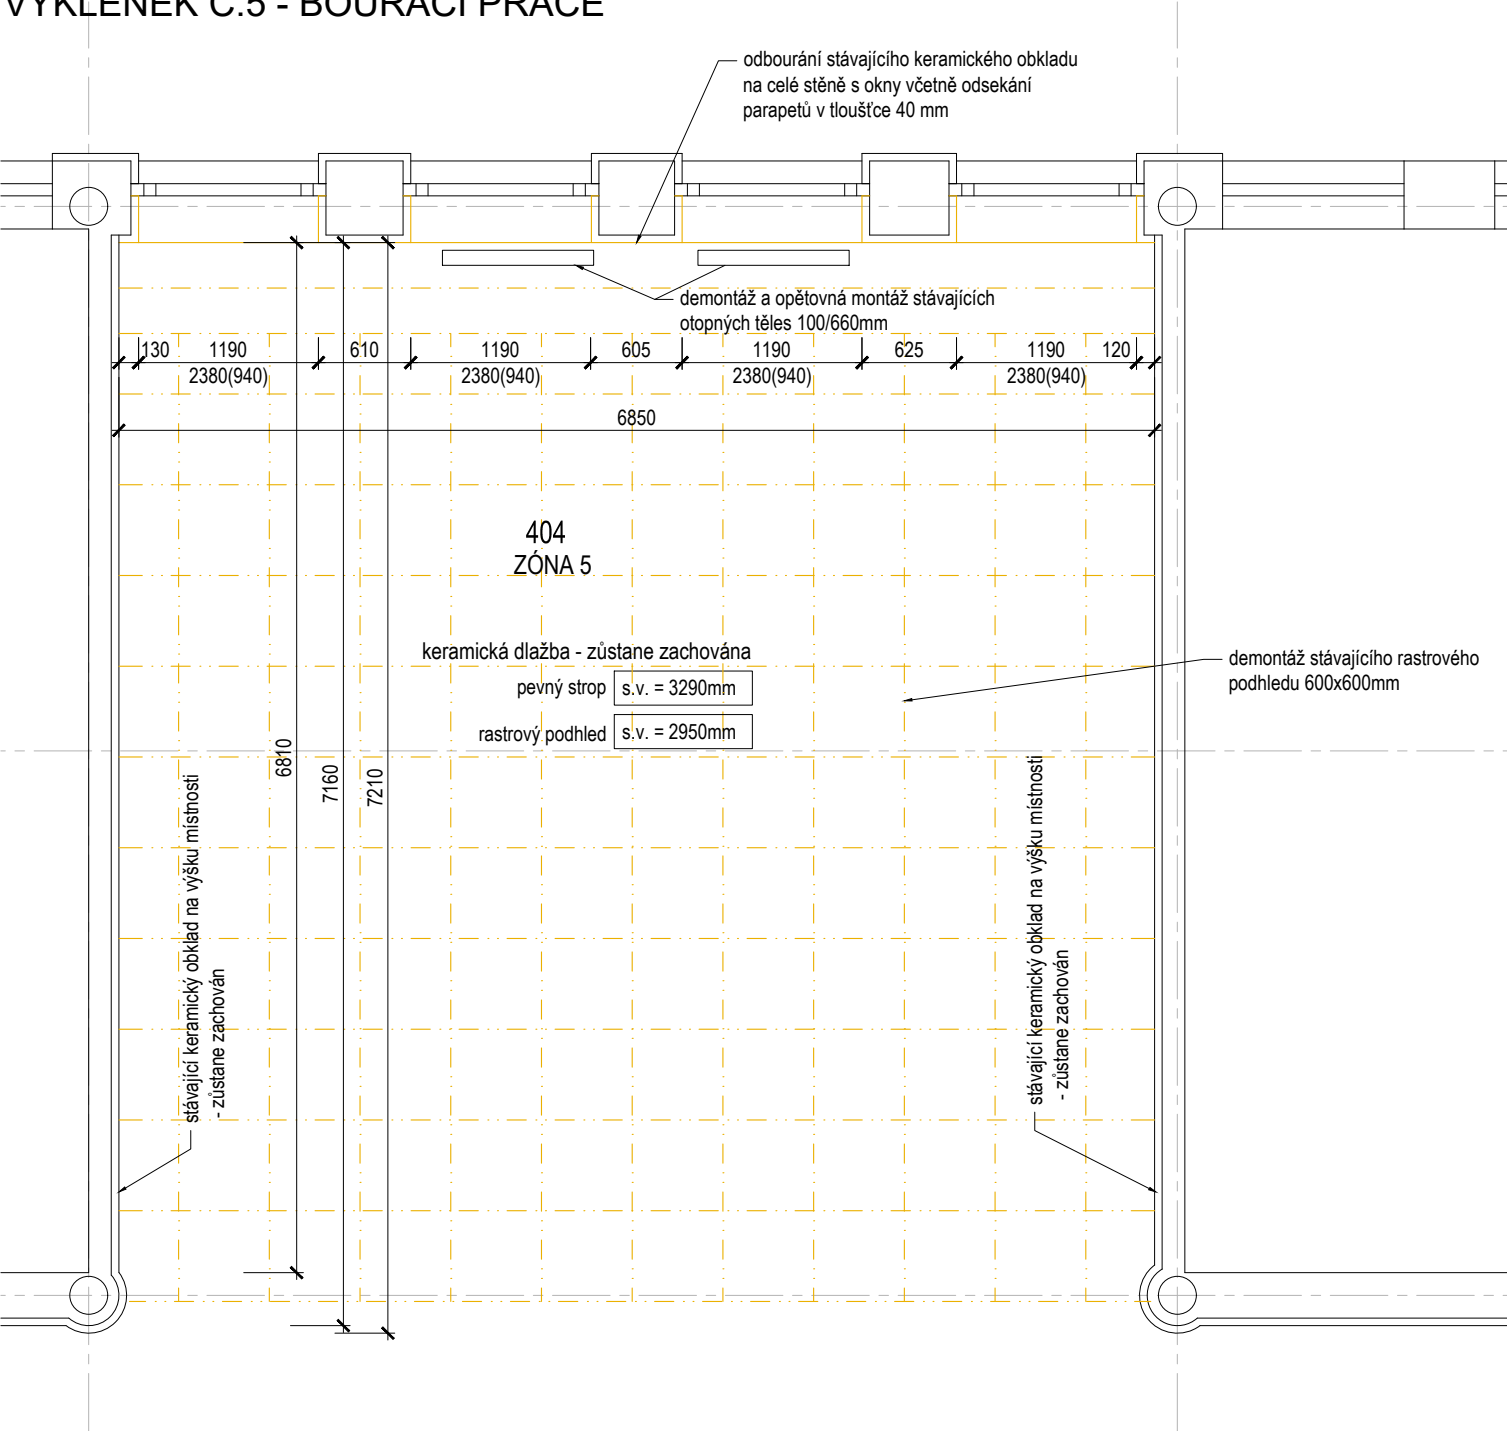 VÝKLENEK Č.5 - BOURACÍ PRÁCE
odbourání stávajícího keramického obkladu
na celé stěně s okny včetně odsekání
parapetů v tloušťce 40 mm
demontáž a opětovná montáž stávajících
otopných těles 100/660mm
130 1190 610 1190 605 1190 625 1190 120
2380(940) 2380(940) 2380(940) 2380(940)
6850
404
ZÓNA 5
keramická dlažba - zůstane zachována
pevný strop s.v. = 3290mm
rastrový podhled s.v. = 2950mm
demontáž stávajícího rastrového
podhledu 600x600mm
6810
7160
7210
stávající keramický obklad na výšku místnosti
- zůstane zachován
stávající keramický obklad na výšku místnosti
- zůstane zachován